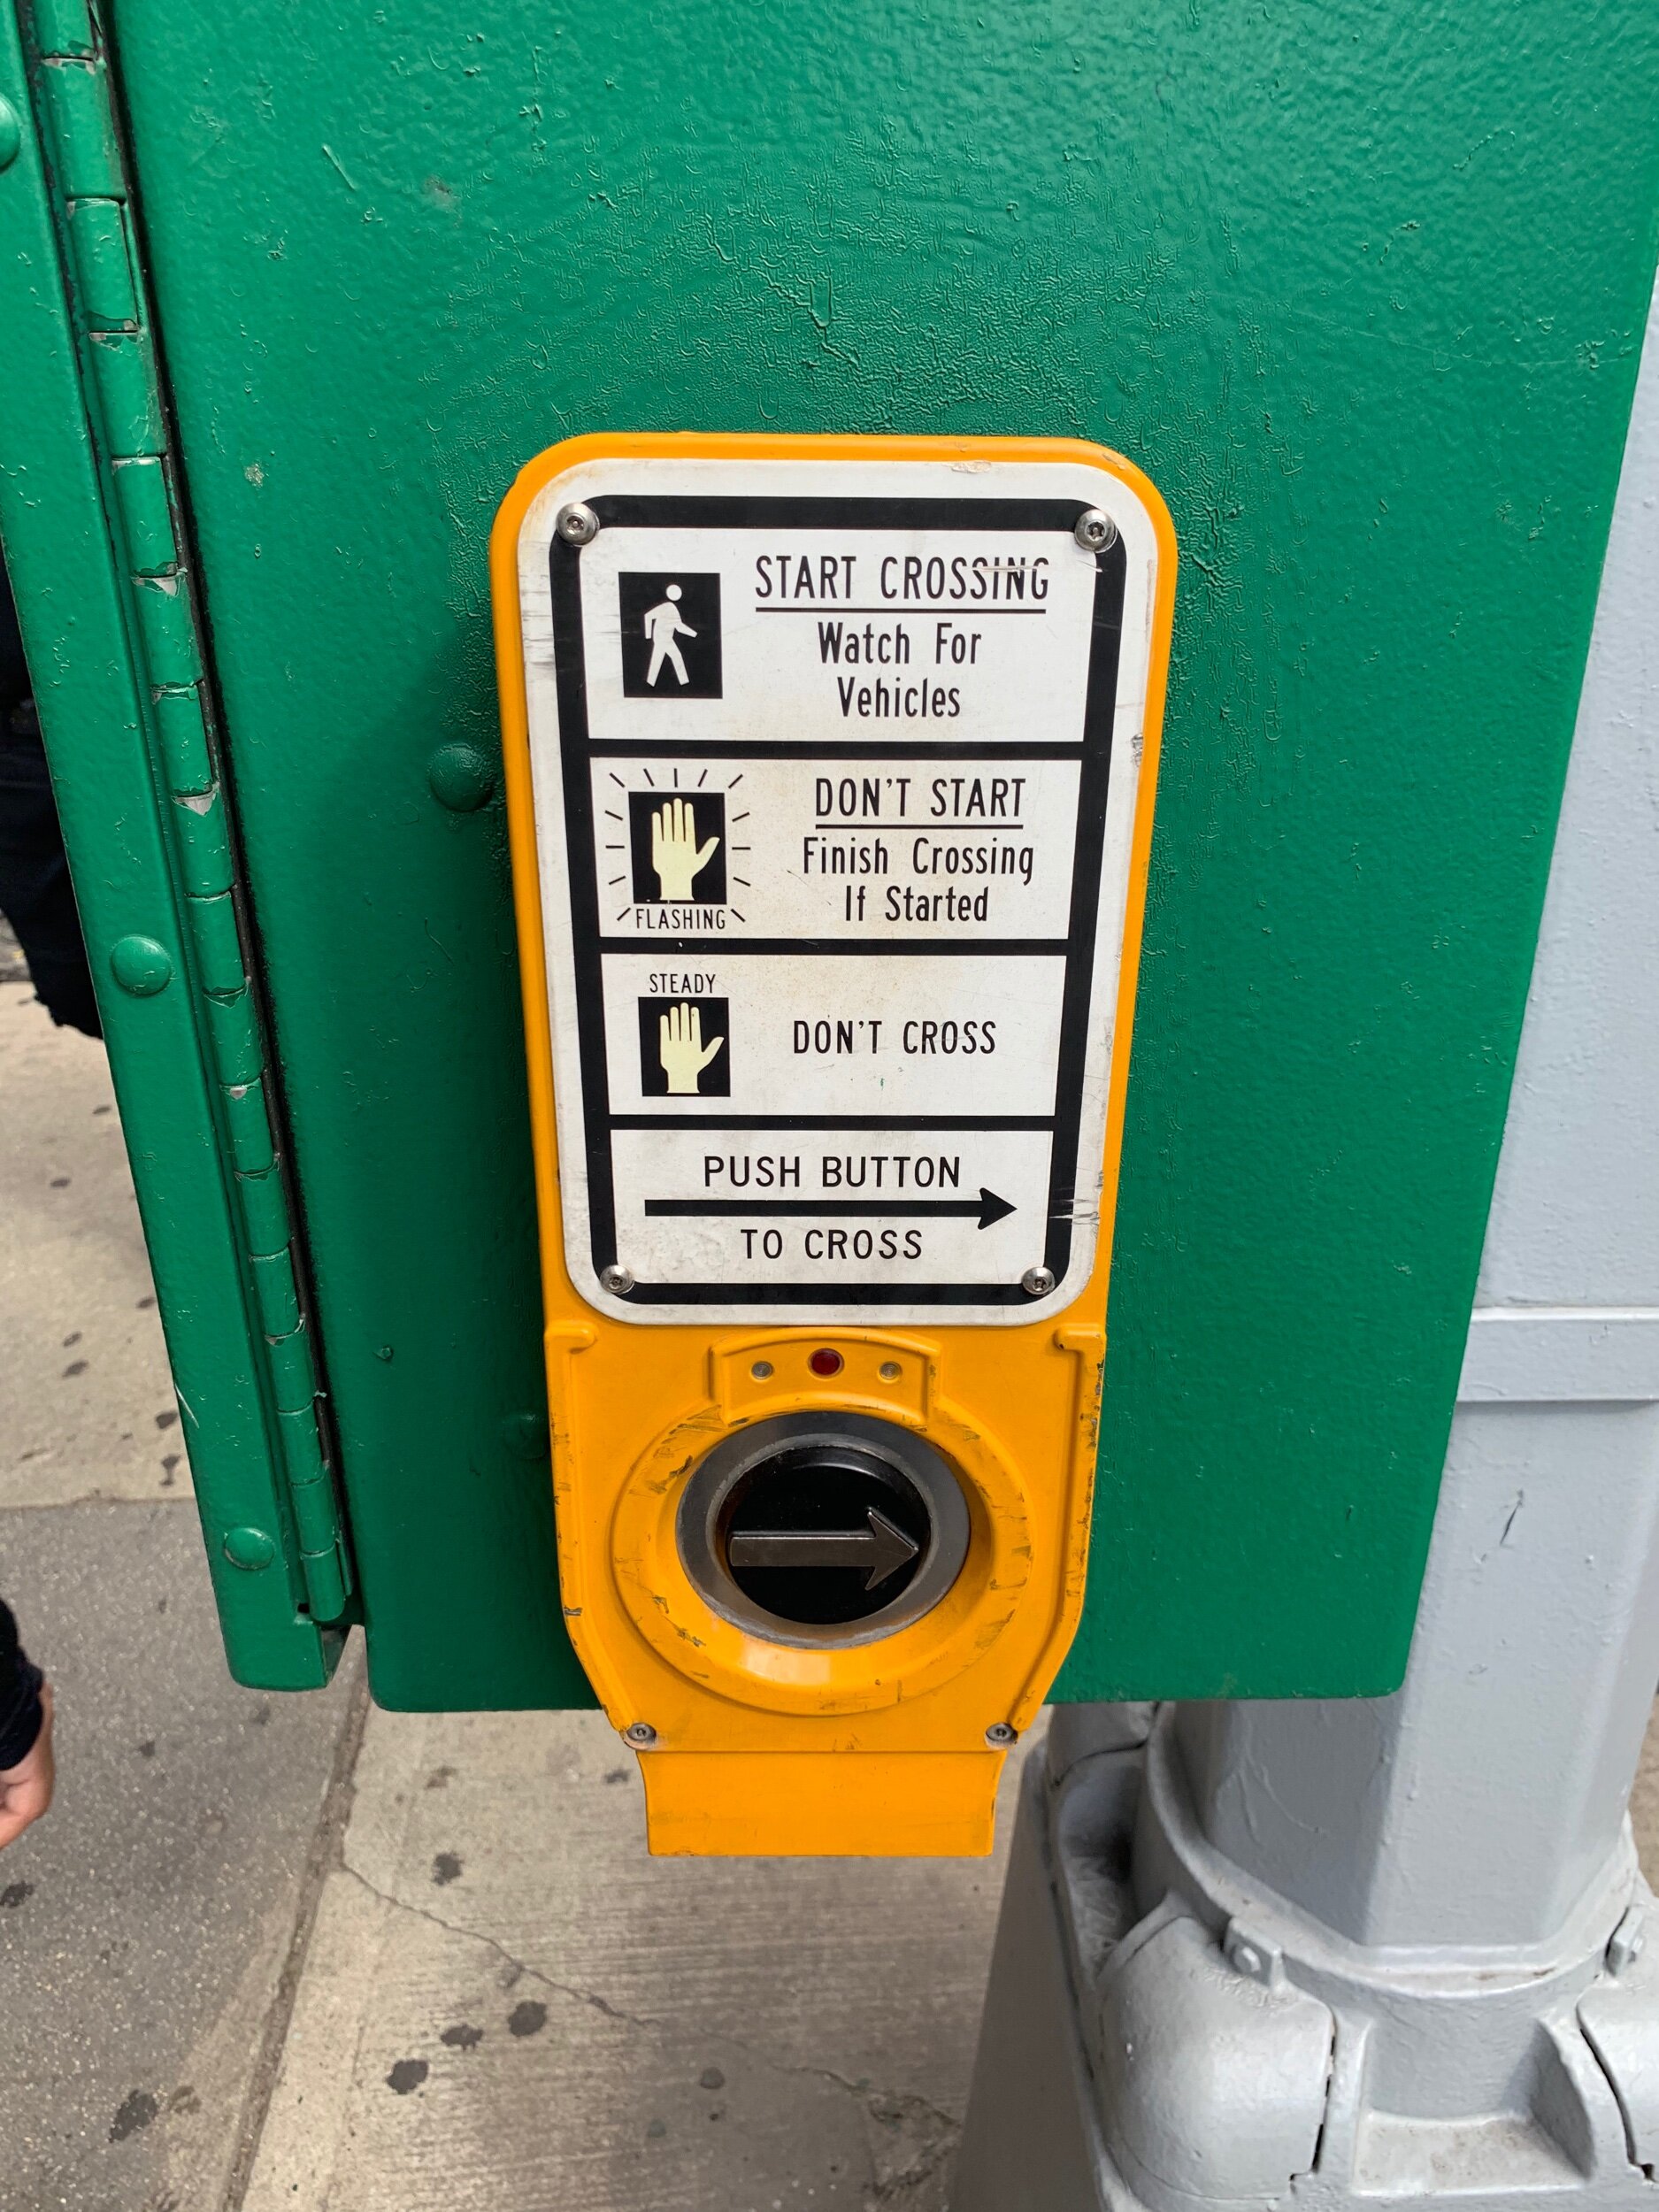 START CROSSING
Watch For
Vehicles
DON'T START
Finish Crossing
If Started
FLASHING
STEADY
DON'T CROSS
PUSH BUTTON
TO CROSS